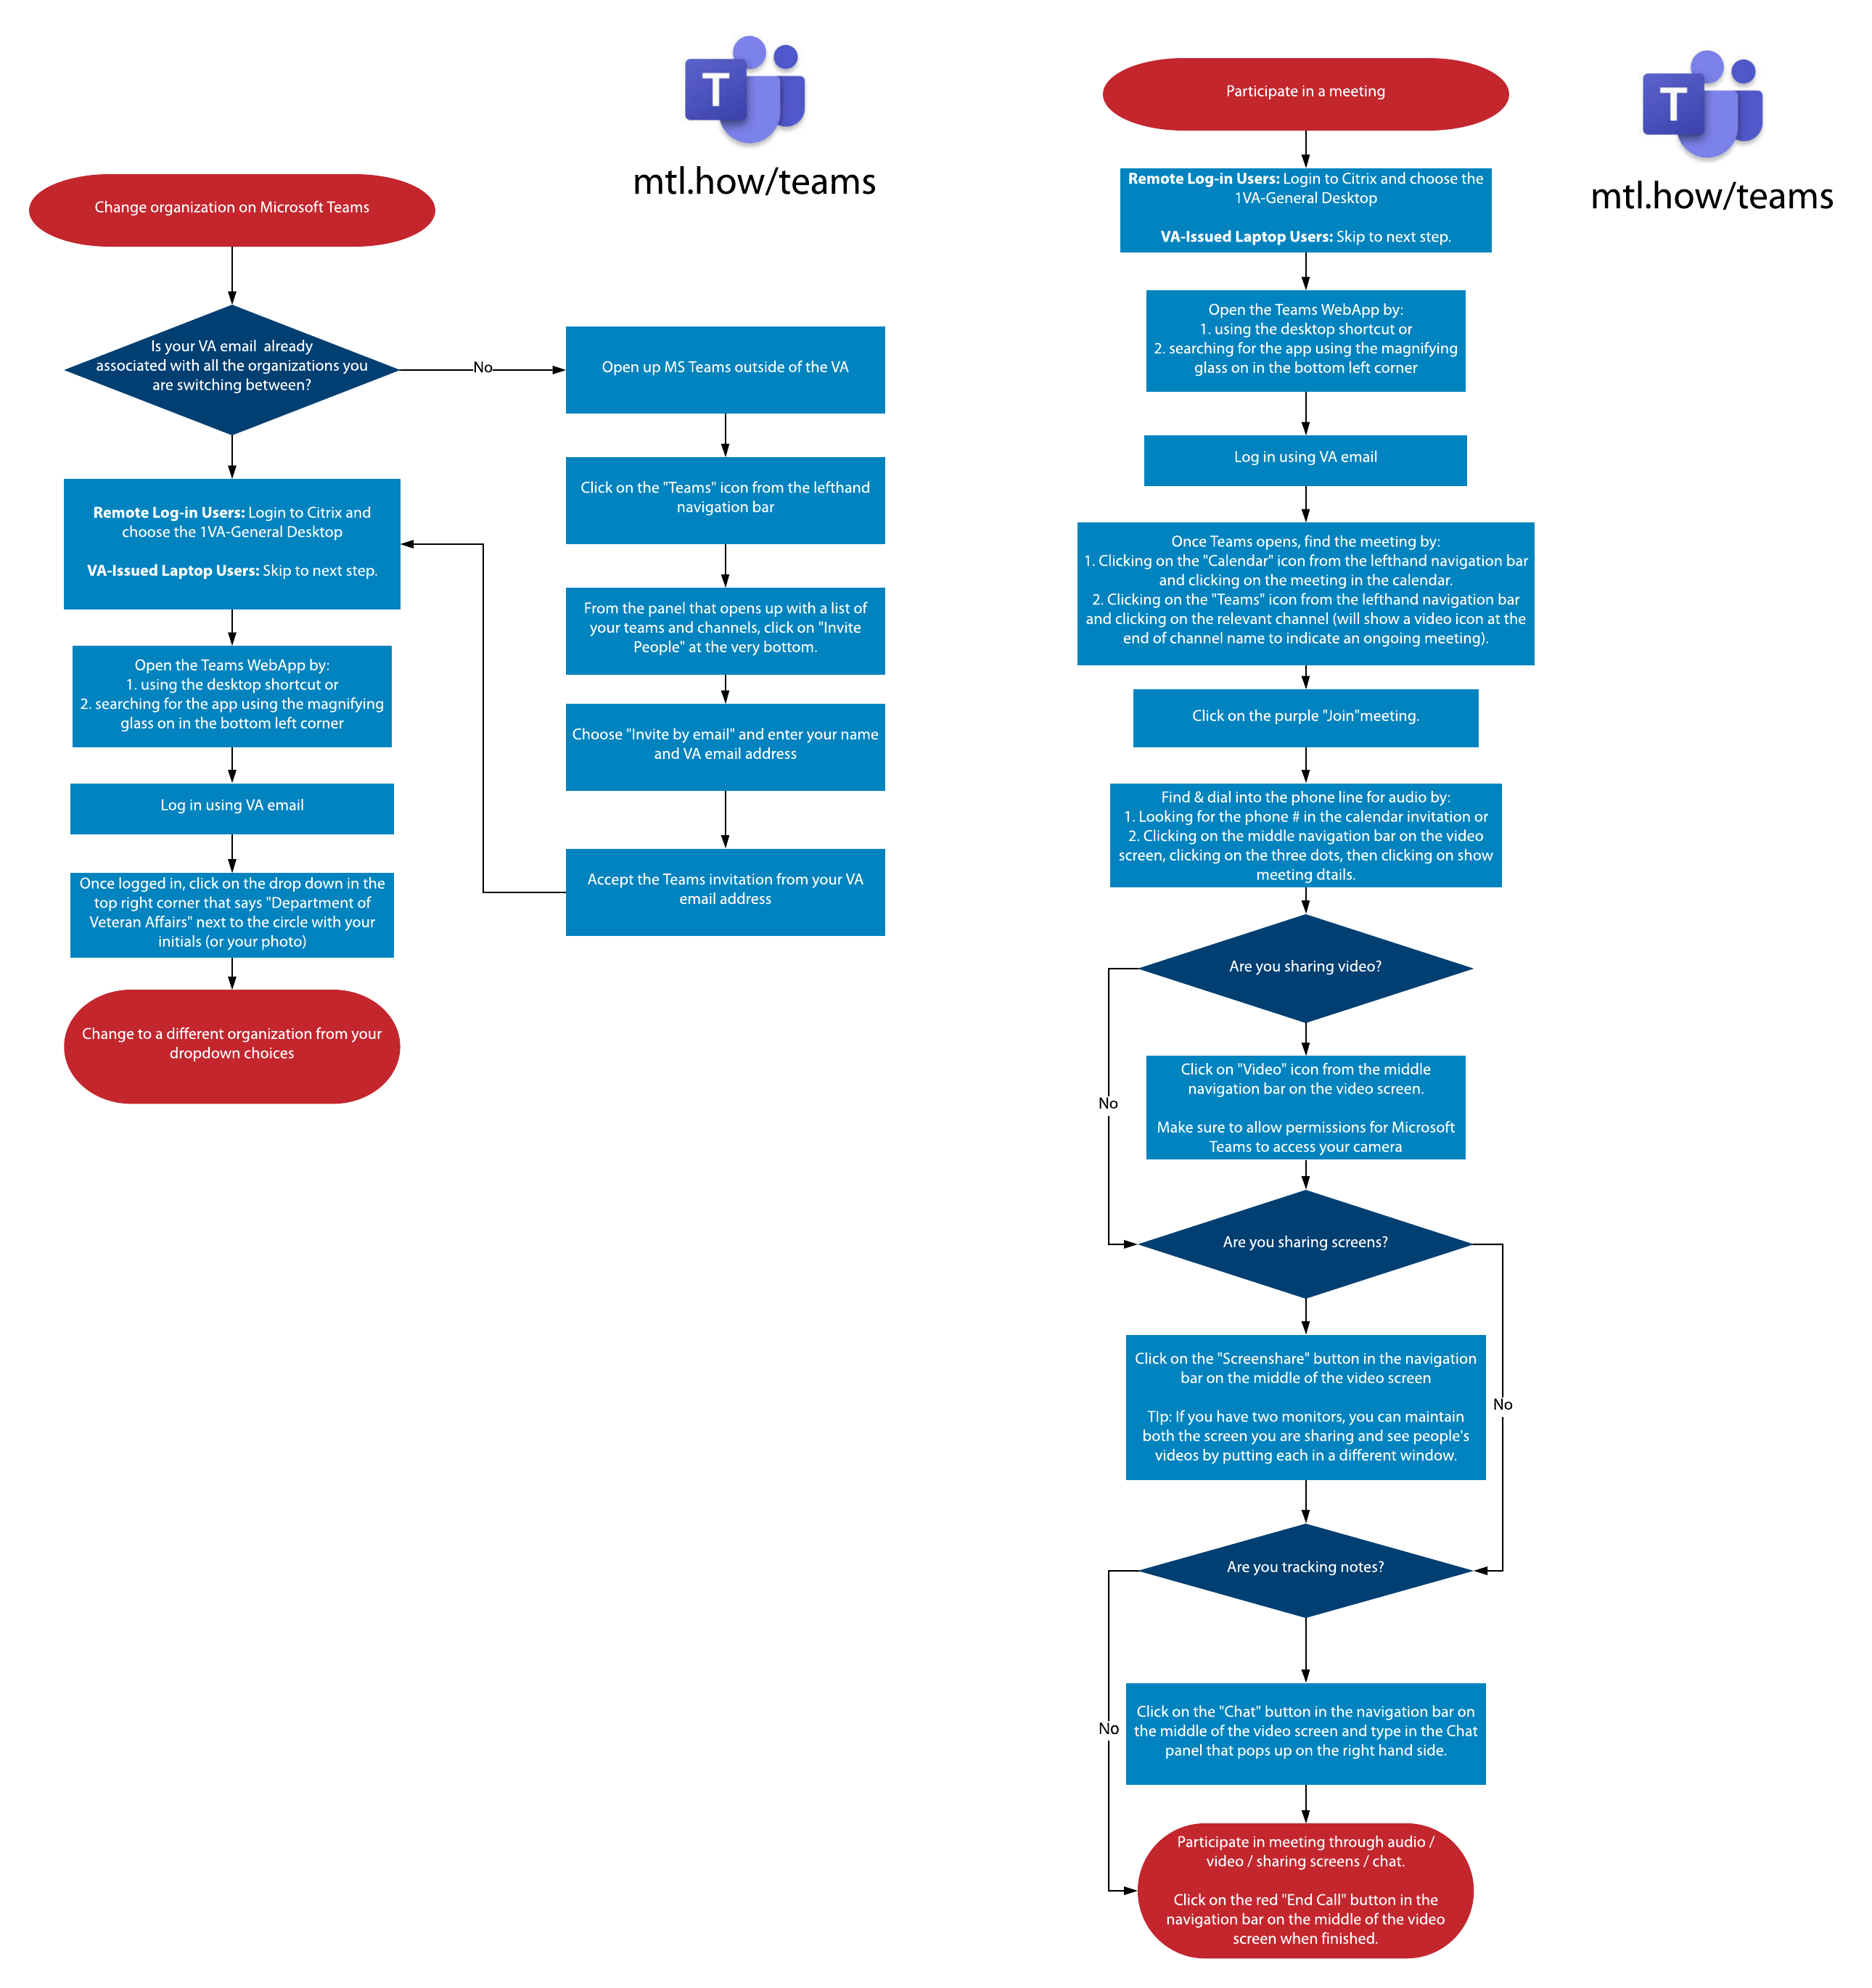 T
mtl.how/teams
Change organization on Microsoft Teams
Is your VA email already
associated with all the organizations you
are switching between?
No
Open up MS Teams outside of the VA
Click on the "Teams" icon from the lefthand
navigation bar
From the panel that opens up with a list of
your teams and channels, click on "Invite
People" at the very bottom.
Choose "Invite by email" and enter your name
and VA email address
Accept the Teams invitation from your VA
email address
Remote Log-in Users: Login to Citrix and
choose the 1VA-General Desktop
VA-Issued Laptop Users: Skip to next step.
Open the Teams WebApp by:
1. using the desktop shortcut or
2. searching for the app using the magnifying
glass on in the bottom left corner
Log in using VA email
Once logged in, click on the drop down in the
top right corner that says "Department of
Veteran Affairs" next to the circle with your
initials (or your photo)
Change to a different organization from your
dropdown choices
T
mtl.how/teams
Participate in a meeting
Remote Log-in Users: Login to Citrix and choose the
1VA-General Desktop
VA-Issued Laptop Users: Skip to next step.
Open the Teams WebApp by:
1. using the desktop shortcut or
2. searching for the app using the magnifying
glass on in the bottom left corner
Log in using VA email
Once Teams opens, find the meeting by:
1. Clicking on the "Calendar" icon from the lefthand navigation bar
and clicking on the meeting in the calendar.
2. Clicking on the "Teams" icon from the lefthand navigation bar
and clicking on the relevant channel (will show a video icon at the
end of channel name to indicate an ongoing meeting).
Click on the purple "Join"meeting.
Find & dial into the phone line for audio by:
1. Looking for the phone # in the calendar invitation or
2. Clicking on the middle navigation bar on the video
screen, clicking on the three dots, then clicking on show
meeting dtails.
Are you sharing video?
No
Click on "Video" icon from the middle
navigation bar on the video screen.
Make sure to allow permissions for Microsoft
Teams to access your camera
Are you sharing screens?
No
Click on the "Screenshare" button in the navigation
bar on the middle of the video screen
TIp: If you have two monitors, you can maintain
both the screen you are sharing and see people's
videos by putting each in a different window.
Are you tracking notes?
No
Click on the "Chat" button in the navigation bar on
the middle of the video screen and type in the Chat
panel that pops up on the right hand side.
Participate in meeting through audio /
video / sharing screens / chat.
Click on the red "End Call" button in the
navigation bar on the middle of the video
screen when finished.